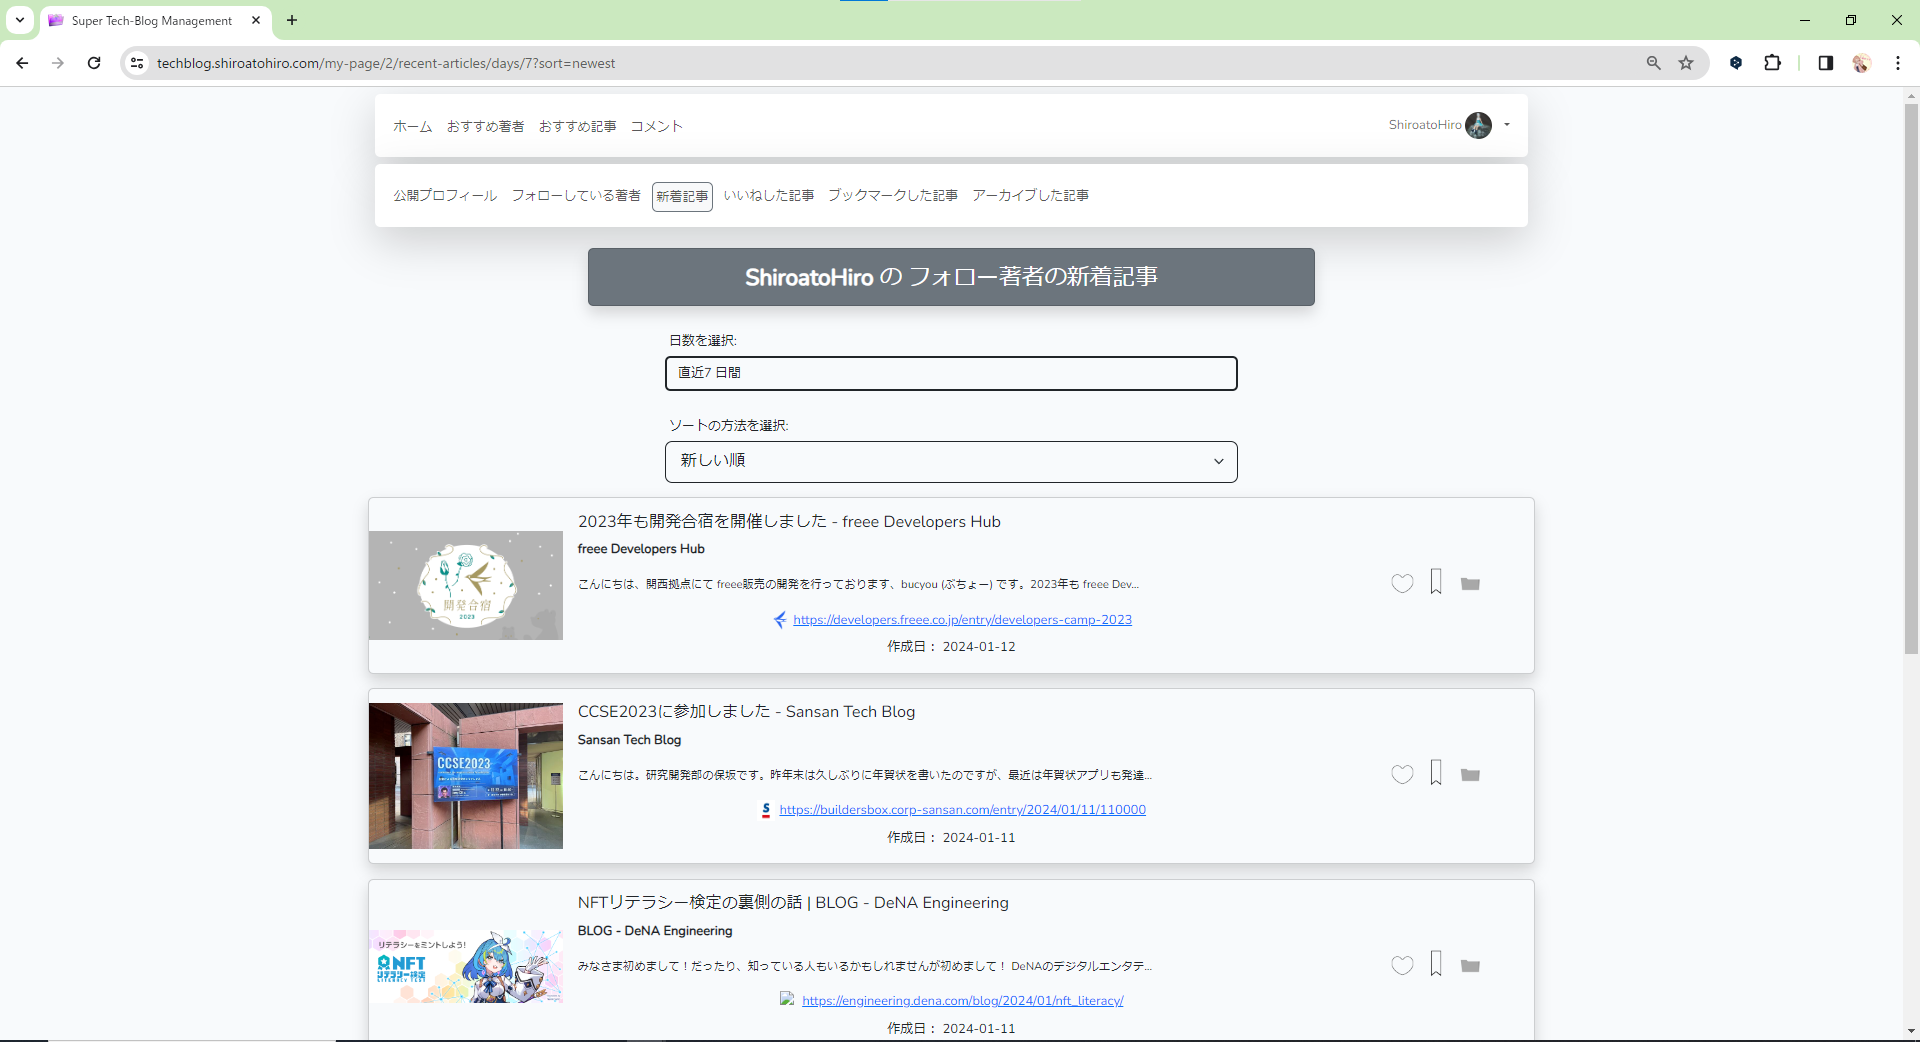 Super Tech-Blog Management
techblog.shiroatohiro.com/my-page/2/recent-articles/days/7?sort=newest
ホーム おすすめ著者 おすすめ記事 コメント ShiroatoHiro
公開プロフィール フォローしている著者 新着記事 いいねした記事 ブックマークした記事 アーカイブした記事
ShiroatoHiro の フォロー著者の新着記事
日数を選択:
直近7 日間
ソートの方法を選択:
新しい順
2023年も開発合宿を開催しました - freee Developers Hub
freee Developers Hub
こんにちは、関西拠点にて freee販売の開発を行っております、bucyou (ぶちょー) です。2023年も freee Dev...
https://developers.freee.co.jp/entry/developers-camp-2023
作成日： 2024-01-12
開発合宿
2023
CCSE2023に参加しました - Sansan Tech Blog
Sansan Tech Blog
こんにちは。研究開発部の保坂です。昨年末は久しぶりに年賀状を書いたのですが、最近は年賀状アプリも発達...
https://buildersbox.corp-sansan.com/entry/2024/01/11/110000
作成日： 2024-01-11
CCSE2023
NFTリテラシー検定の裏側の話 | BLOG - DeNA Engineering
BLOG - DeNA Engineering
みなさま初めまして！だったり、知っている人もいるかもしれませんが初めまして！ DeNAのデジタルエンタテ...
https://engineering.dena.com/blog/2024/01/nft_literacy/
作成日： 2024-01-11
リテラシーをミントしよう！
NFT
リテラシー検定
LITERACY TEST